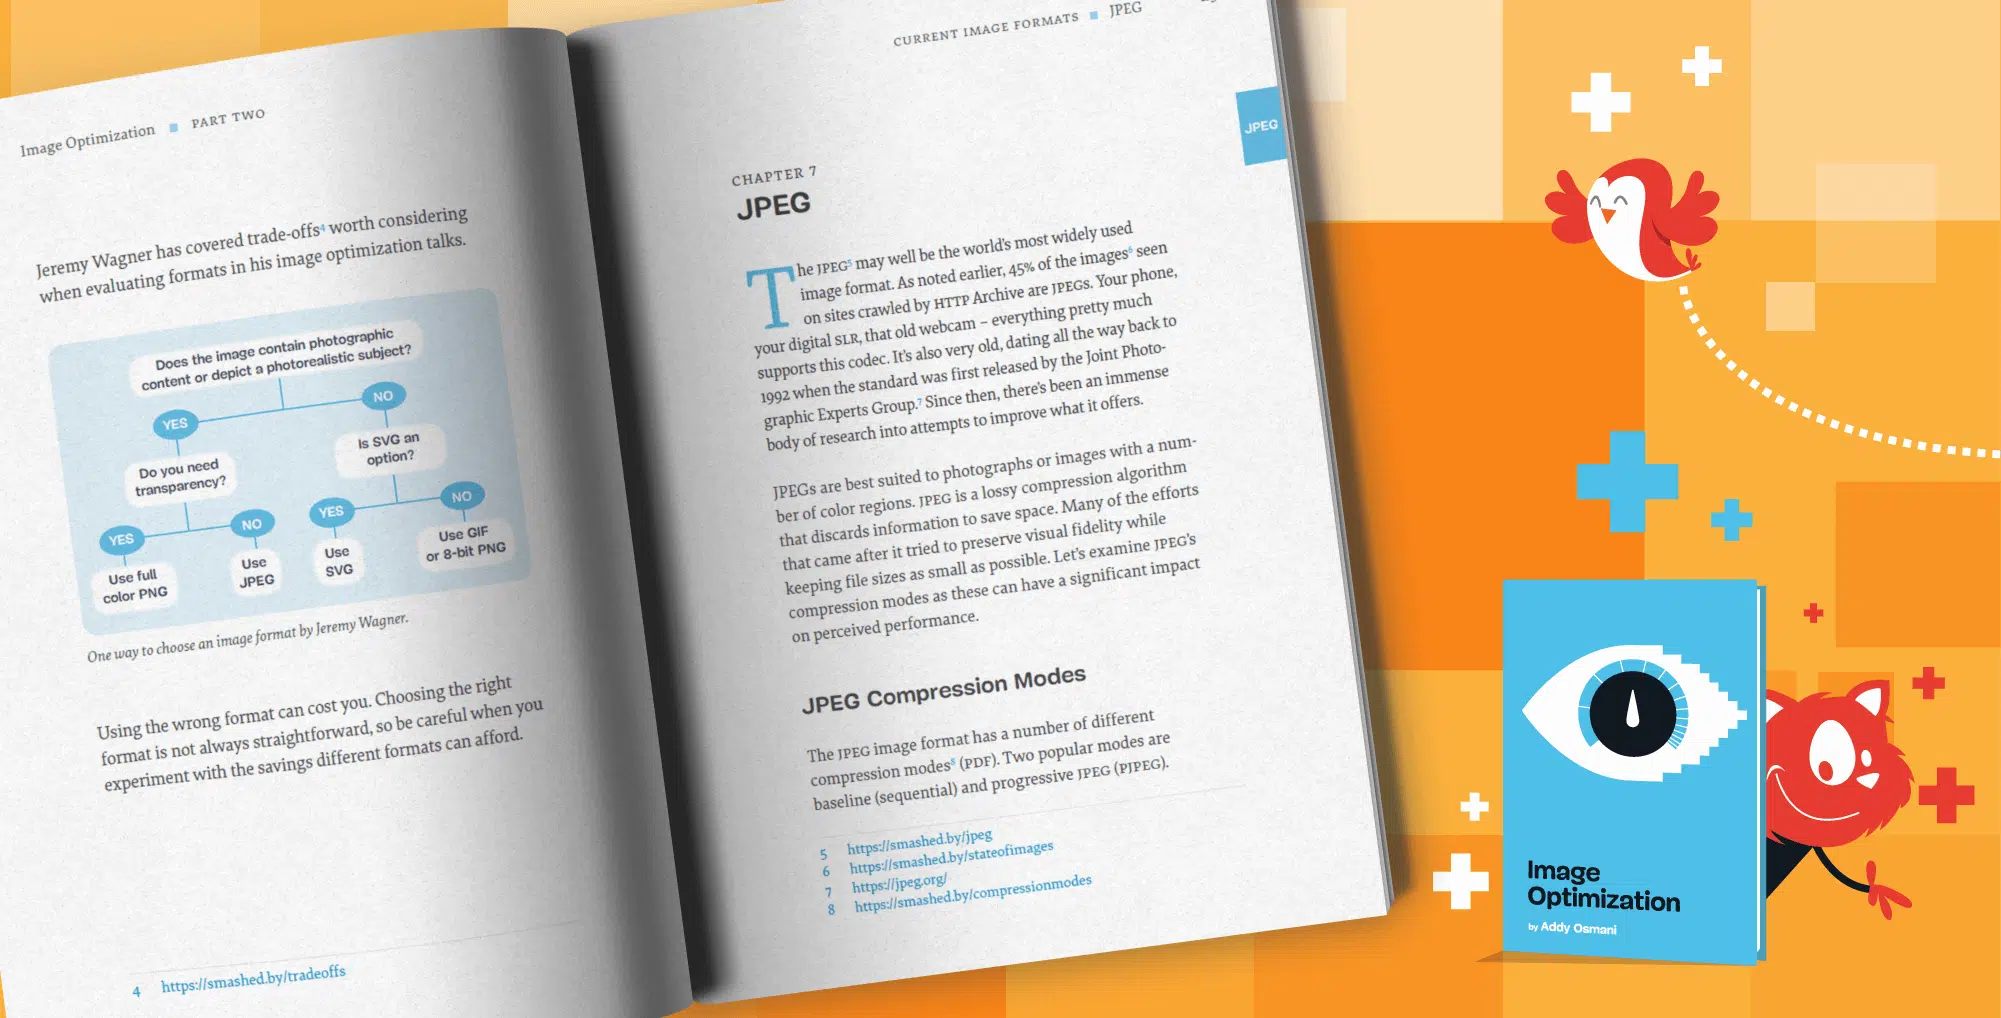 Image Optimization ■ PART TWO
Jeremy Wagner has covered trade-offs⁴ worth considering
when evaluating formats in his image optimization talks.
Does the image contain photographic
content or depict a photorealistic subject?
YES
NO
Do you need
transparency?
Is SVG an
option?
YES
NO
YES
NO
Use full
color PNG
Use
JPEG
Use
SVG
Use GIF
or 8-bit PNG
One way to choose an image format by Jeremy Wagner.
Using the wrong format can cost you. Choosing the right
format is not always straightforward, so be careful when you
experiment with the savings different formats can afford.
4 https://smashed.by/tradeoffs
CURRENT IMAGE FORMATS ■ JPEG
JPEG
CHAPTER 7
JPEG
The JPEG⁵ may well be the world's most widely used
image format. As noted earlier, 45% of the images⁶ seen
on sites crawled by HTTP Archive are JPEGs. Your phone,
your digital SLR, that old webcam – everything pretty much
supports this codec. It's also very old, dating all the way back to
1992 when the standard was first released by the Joint Photo-
graphic Experts Group.⁷ Since then, there's been an immense
body of research into attempts to improve what it offers.
JPEGs are best suited to photographs or images with a num-
ber of color regions. JPEG is a lossy compression algorithm
that discards information to save space. Many of the efforts
that came after it tried to preserve visual fidelity while
keeping file sizes as small as possible. Let's examine JPEG's
compression modes as these can have a significant impact
on perceived performance.
JPEG Compression Modes
The JPEG image format has a number of different
compression modes⁸ (PDF). Two popular modes are
baseline (sequential) and progressive JPEG (PJPEG).
5 https://smashed.by/jpeg
6 https://smashed.by/stateofimages
7 https://jpeg.org/
8 https://smashed.by/compressionmodes
Image
Optimization
by Addy Osmani